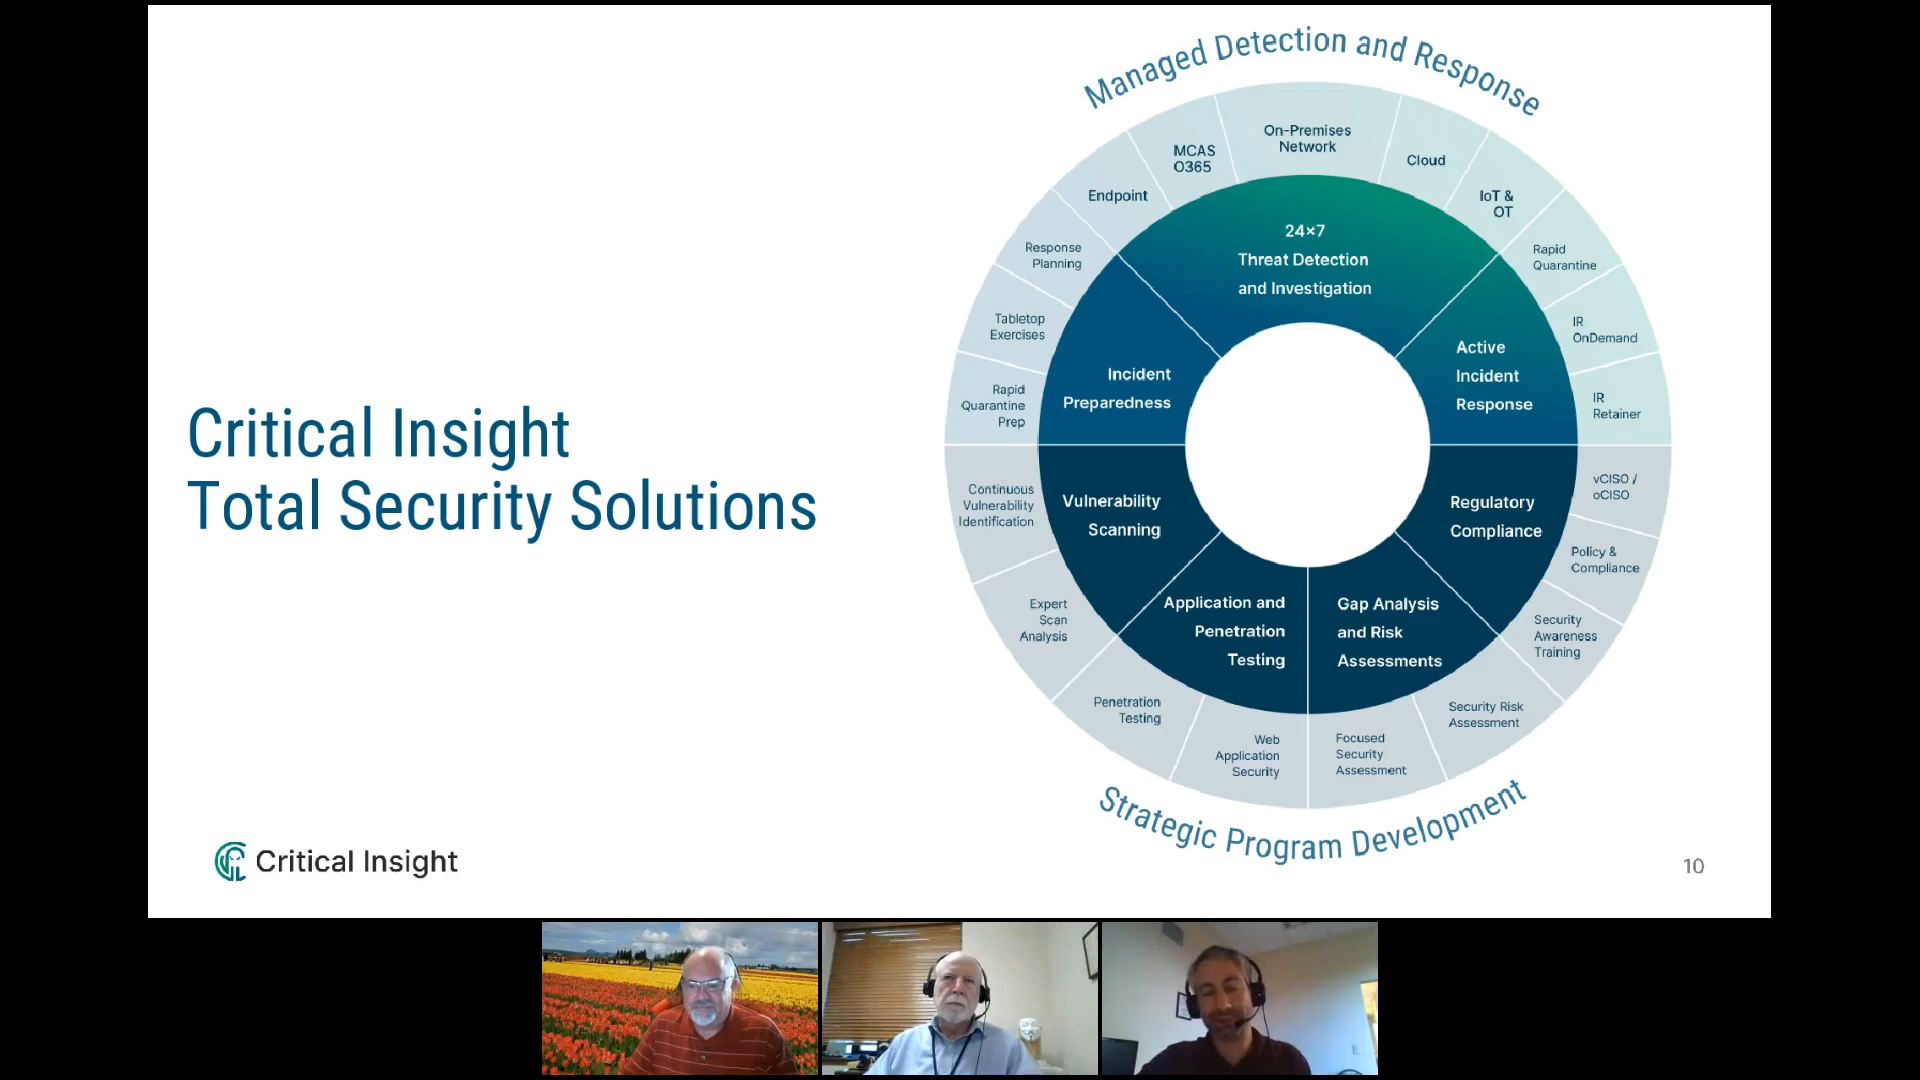 Managed Detection and Response
On-Premises
Network
MCAS
O365
Cloud
Endpoint
IoT &
OT
24×7
Threat Detection
and Investigation
Response
Planning
Rapid
Quarantine
Tabletop
Exercises
IR
OnDemand
Active
Incident
Response
Incident
Preparedness
Rapid
Quarantine
Prep
IR
Retainer
Critical Insight
Total Security Solutions
Continuous
Vulnerability
Identification
Vulnerability
Scanning
Regulatory
Compliance
vCISO /
oCISO
Policy &
Compliance
Expert
Scan
Analysis
Application and
Penetration
Testing
Gap Analysis
and Risk
Assessments
Security
Awareness
Training
Penetration
Testing
Web
Application
Security
Focused
Security
Assessment
Security Risk
Assessment
Strategic Program Development
Critical Insight
10